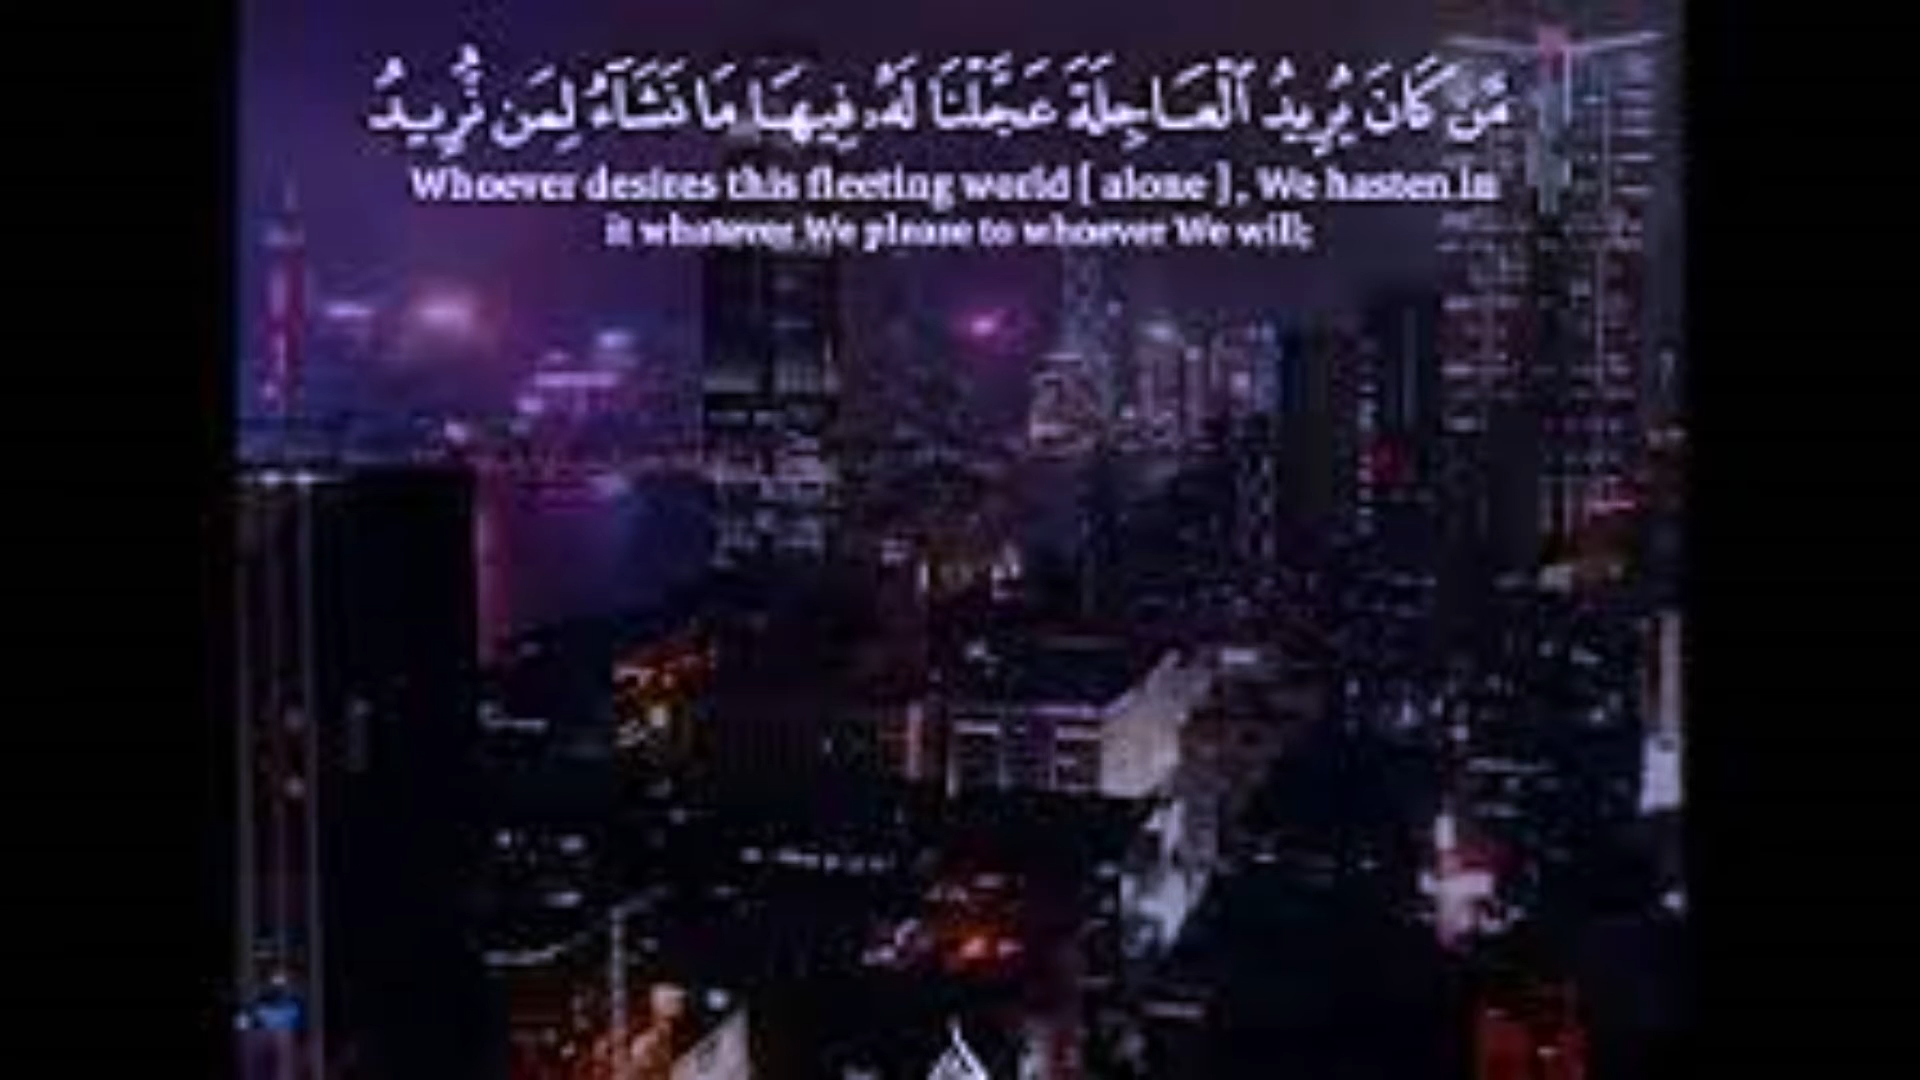 مَّن كَانَ يُرِيدُ ٱلْعَاجِلَةَ عَجَّلْنَا لَهُۥ فِيهَا مَا نَشَآءُ لِمَن نُّرِيدُ
Whoever desires this fleeting world [ alone ], We hasten in
it whatever We please to whoever We will;